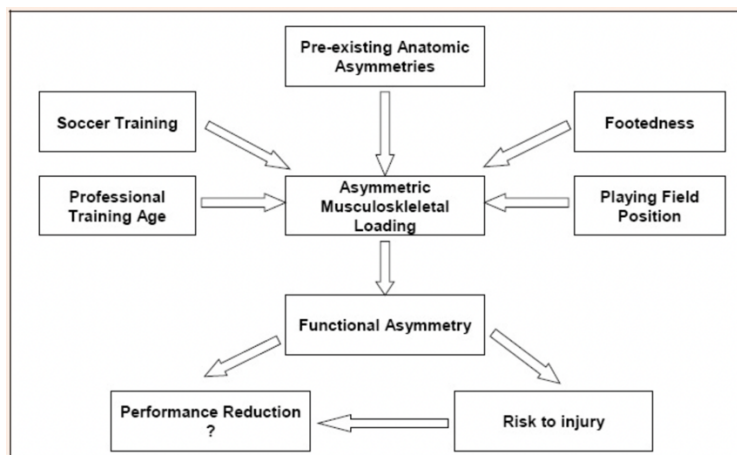 Pre-existing Anatomic
Asymmetries
Soccer Training
Footedness
Professional
Training Age
Asymmetric
Musculoskleletal
Loading
Playing Field
Position
Functional Asymmetry
Performance Reduction
?
Risk to injury